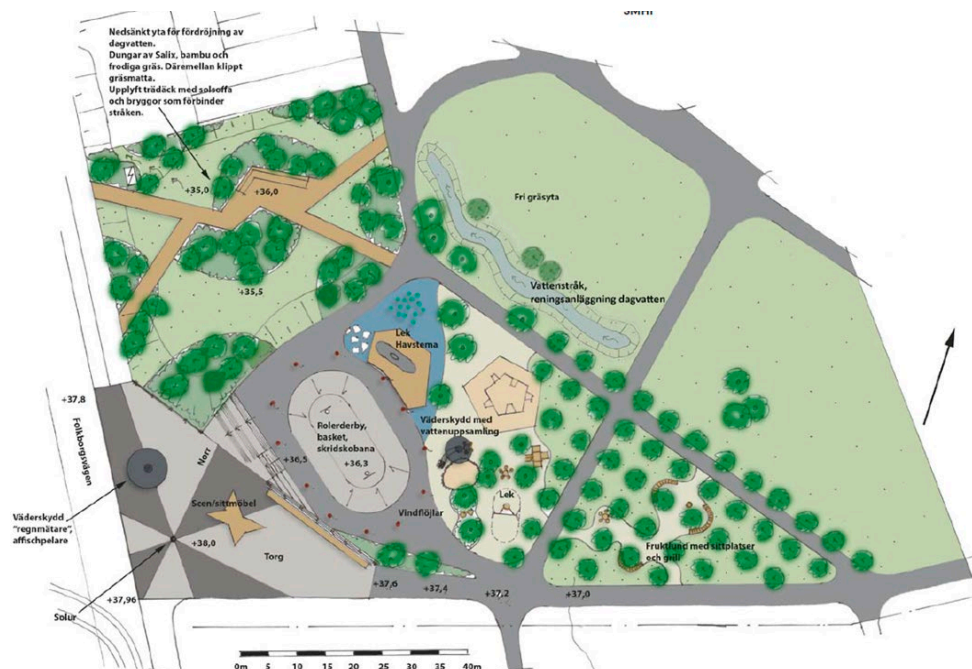 SMHI
Nedsänkt yta för fördröjning av
dagvatten.
Dungar av Salix, bambu och
frodiga gräs. Däremellan klippt
gräsmatta.
Upplyft trädäck med solsoffa
och bryggor som förbinder
stråken.
+35,0
+36,0
Fri gräsyta
+35,5
Vattenstråk,
reningsanläggning dagvatten
Lek
Havstema
+37,8
Folkborgsvägen
Norr
Rolerderby,
basket,
skridskobana
+36,3
+36,5
Väderskydd med
vattenuppsamling
Lek
Scen/sittmöbel
Vindflöjlar
Väderskydd
"regnmätare",
affischpelare
+38,0
Torg
Fruktlund med sittplatser
och grill
+37,6
+37,4
+37,2
+37,0
+37,96
Solur
0m 5 10 15 20 30 40m